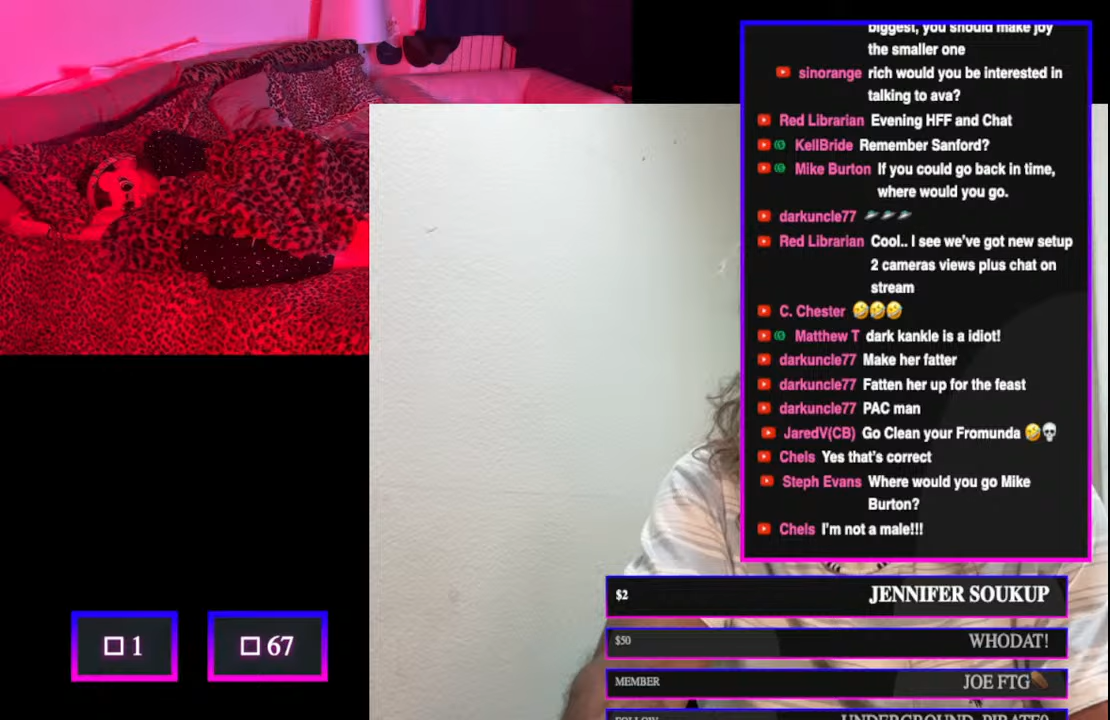 biggest, you should make joy
the smaller one
sinorange rich would you be interested in
talking to ava?
Red Librarian Evening HFF and Chat
KellBride Remember Sanford?
Mike Burton If you could go back in time,
where would you go.
darkuncle77 🛸🛸🛸
Red Librarian Cool.. I see we've got new setup
2 cameras views plus chat on
stream
C. Chester 🤣🤣🤣
Matthew T dark kankle is a idiot!
darkuncle77 Make her fatter
darkuncle77 Fatten her up for the feast
darkuncle77 PAC man
JaredV(CB) Go Clean your Fromunda 🤣💀
Chels Yes that's correct
Steph Evans Where would you go Mike
Burton?
Chels I'm not a male!!!
$2 JENNIFER SOUKUP
$50 WHODAT!
MEMBER JOE FTG⚰️
FOLLOW
1
67